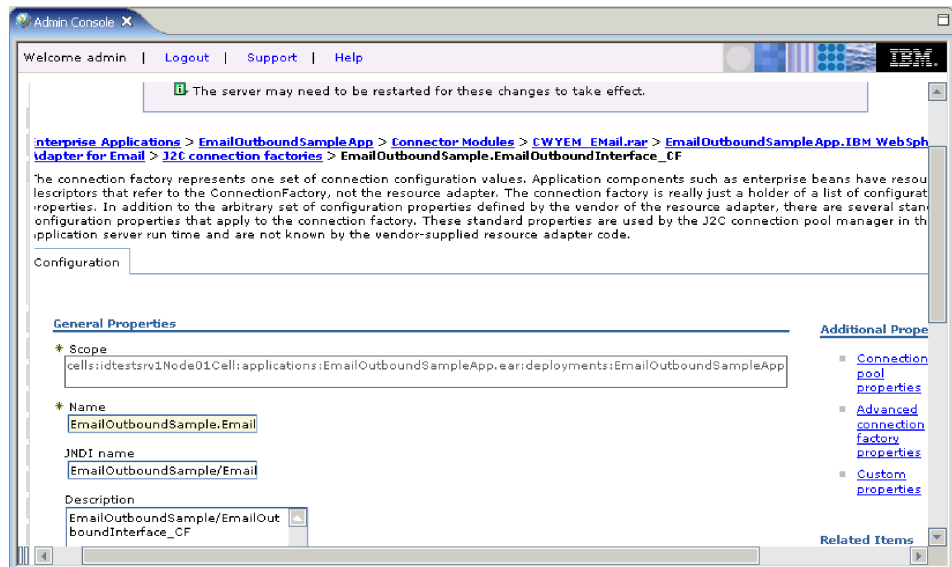 Admin Console
Welcome admin | Logout | Support | Help
IBM.
The server may need to be restarted for these changes to take effect.
Enterprise Applications > EmailOutboundSampleApp > Connector Modules > CWYEM_EMail.rar > EmailOutboundSampleApp.IBM WebSph
Adapter for Email > J2C connection factories > EmailOutboundSample.EmailOutboundInterface_CF
The connection factory represents one set of connection configuration values. Application components such as enterprise beans have resou
descriptors that refer to the ConnectionFactory, not the resource adapter. The connection factory is really just a holder of a list of configurat
properties. In addition to the arbitrary set of configuration properties defined by the vendor of the resource adapter, there are several stan
configuration properties that apply to the connection factory. These standard properties are used by the J2C connection pool manager in th
application server run time and are not known by the vendor-supplied resource adapter code.
Configuration
General Properties
Additional Prope
* Scope
cells:idtestsrv1Node01Cell:applications:EmailOutboundSampleApp.ear:deployments:EmailOutboundSampleApp
Connection
pool
properties
* Name
EmailOutboundSample.Email
Advanced
connection
factory
properties
JNDI name
EmailOutboundSample/Email
Custom
properties
Description
EmailOutboundSample/EmailOut
boundInterface_CF
Related Items